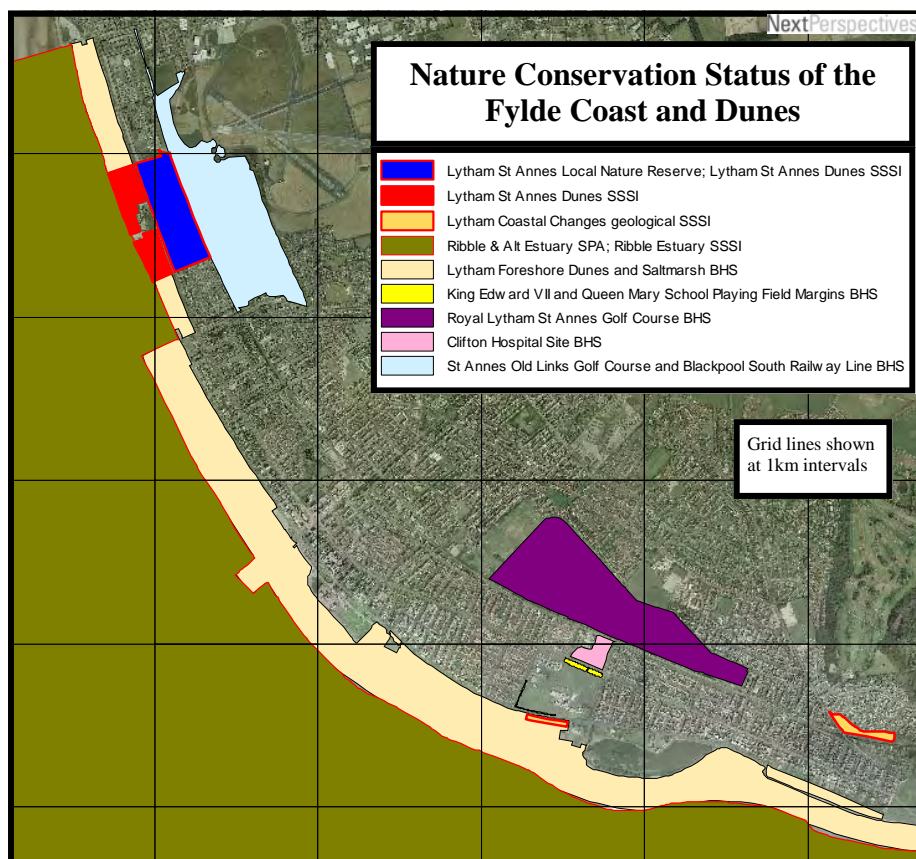 NextPerspectives
Nature Conservation Status of the
Fylde Coast and Dunes
Lytham St Annes Local Nature Reserve; Lytham St Annes Dunes SSSI
Lytham St Annes Dunes SSSI
Lytham Coastal Changes geological SSSI
Ribble & Alt Estuary SPA; Ribble Estuary SSSI
Lytham Foreshore Dunes and Saltmarsh BHS
King Edward VII and Queen Mary School Playing Field Margins BHS
Royal Lytham St Annes Golf Course BHS
Clifton Hospital Site BHS
St Annes Old Links Golf Course and Blackpool South Railway Line BHS
Grid lines shown
at 1km intervals